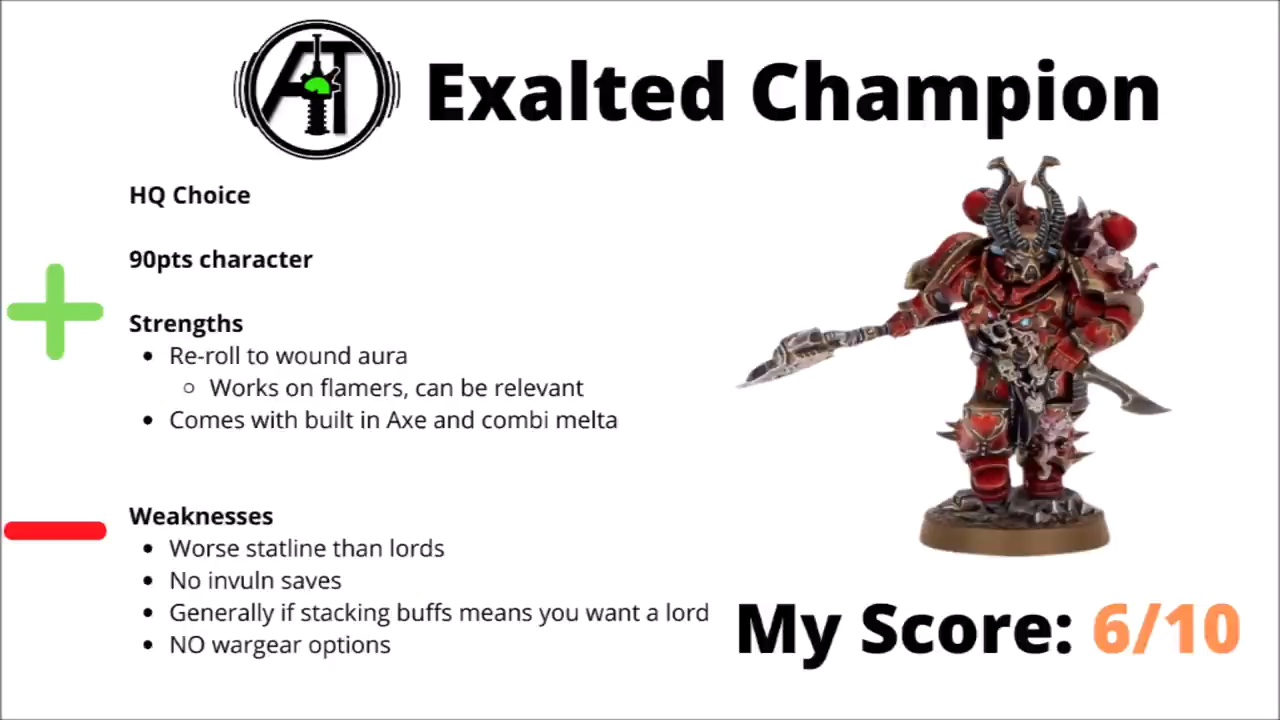 AT
Exalted Champion
HQ Choice
90pts character
Strengths
Re-roll to wound aura
Works on flamers, can be relevant
Comes with built in Axe and combi melta
Weaknesses
Worse statline than lords
No invuln saves
Generally if stacking buffs means you want a lord
NO wargear options
My Score: 6/10